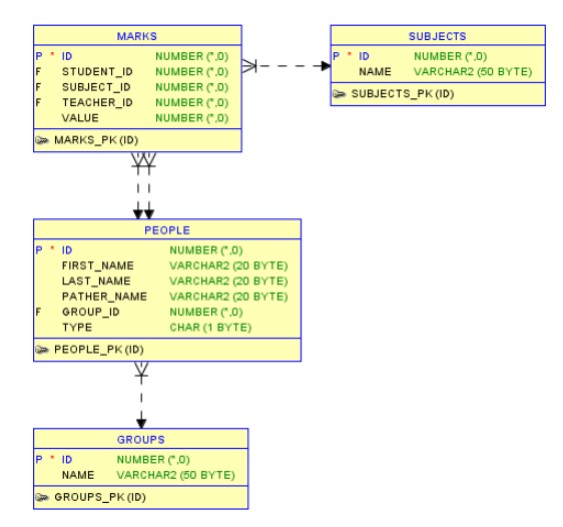 MARKS
P * ID NUMBER (*,0)
F STUDENT_ID NUMBER (*,0)
F SUBJECT_ID NUMBER (*,0)
F TEACHER_ID NUMBER (*,0)
VALUE NUMBER (*,0)
MARKS_PK (ID)
SUBJECTS
P * ID NUMBER (*,0)
NAME VARCHAR2 (50 BYTE)
SUBJECTS_PK (ID)
PEOPLE
P * ID NUMBER (*,0)
FIRST_NAME VARCHAR2 (20 BYTE)
LAST_NAME VARCHAR2 (20 BYTE)
PATHER_NAME VARCHAR2 (20 BYTE)
F GROUP_ID NUMBER (*,0)
TYPE CHAR (1 BYTE)
PEOPLE_PK (ID)
GROUPS
P * ID NUMBER (*,0)
NAME VARCHAR2 (50 BYTE)
GROUPS_PK (ID)